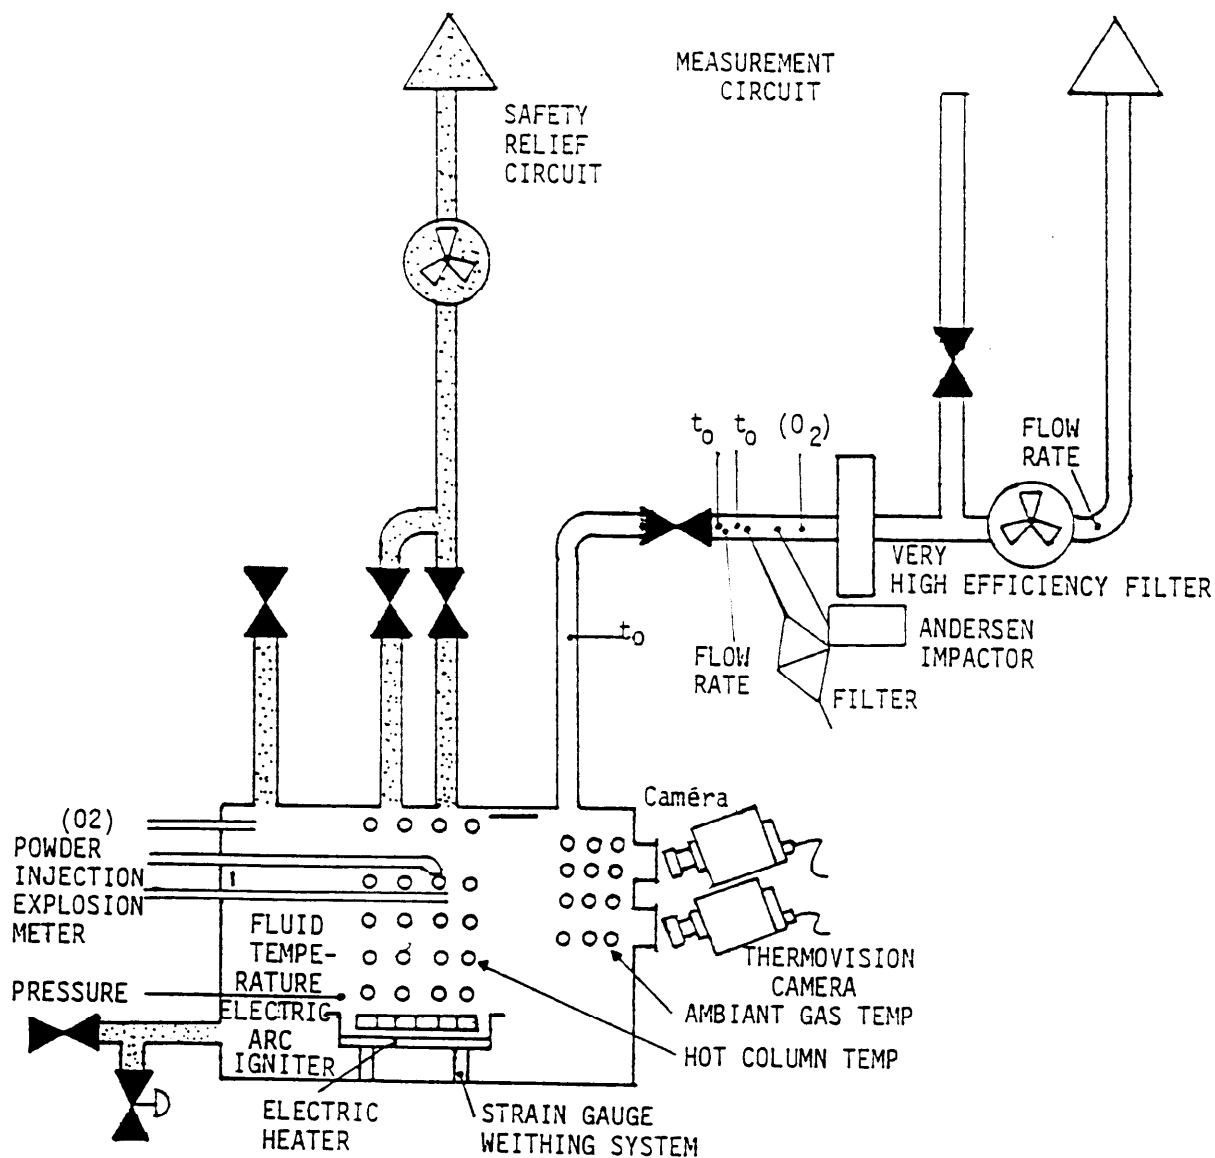 MEASUREMENT
CIRCUIT
SAFETY
RELIEF
CIRCUIT
t₀ t₀ (O₂)
FLOW
RATE
VERY
HIGH EFFICIENCY FILTER
t₀
FLOW
RATE
ANDERSEN
IMPACTOR
FILTER
Caméra
(O2)
POWDER
INJECTION
EXPLOSION
METER
FLUID
TEMPE-
RATURE
PRESSURE
ELECTRIC
ARC
IGNITER
THERMOVISION
CAMERA
AMBIANT GAS TEMP
HOT COLUMN TEMP
ELECTRIC
HEATER
STRAIN GAUGE
WEITHING SYSTEM